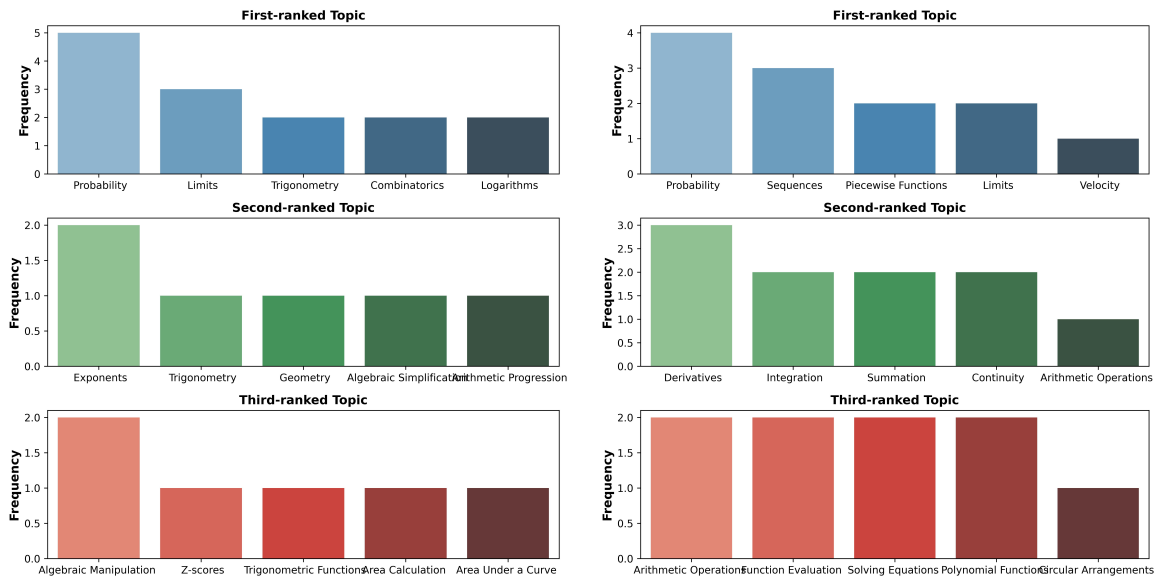 First-ranked Topic
Frequency
5
4
3
2
1
0
Probability
Limits
Trigonometry
Combinatorics
Logarithms
First-ranked Topic
Frequency
4
3
2
1
0
Probability
Sequences
Piecewise Functions
Limits
Velocity
Second-ranked Topic
Frequency
2.0
1.5
1.0
0.5
0.0
Exponents
Trigonometry
Geometry
Algebraic Simplification
Arithmetic Progression
Second-ranked Topic
Frequency
3.0
2.5
2.0
1.5
1.0
0.5
0.0
Derivatives
Integration
Summation
Continuity
Arithmetic Operations
Third-ranked Topic
Frequency
2.0
1.5
1.0
0.5
0.0
Algebraic Manipulation
Z-scores
Trigonometric Functions
Area Calculation
Area Under a Curve
Third-ranked Topic
Frequency
2.0
1.5
1.0
0.5
0.0
Arithmetic Operations
Function Evaluation
Solving Equations
Polynomial Functions
Circular Arrangements